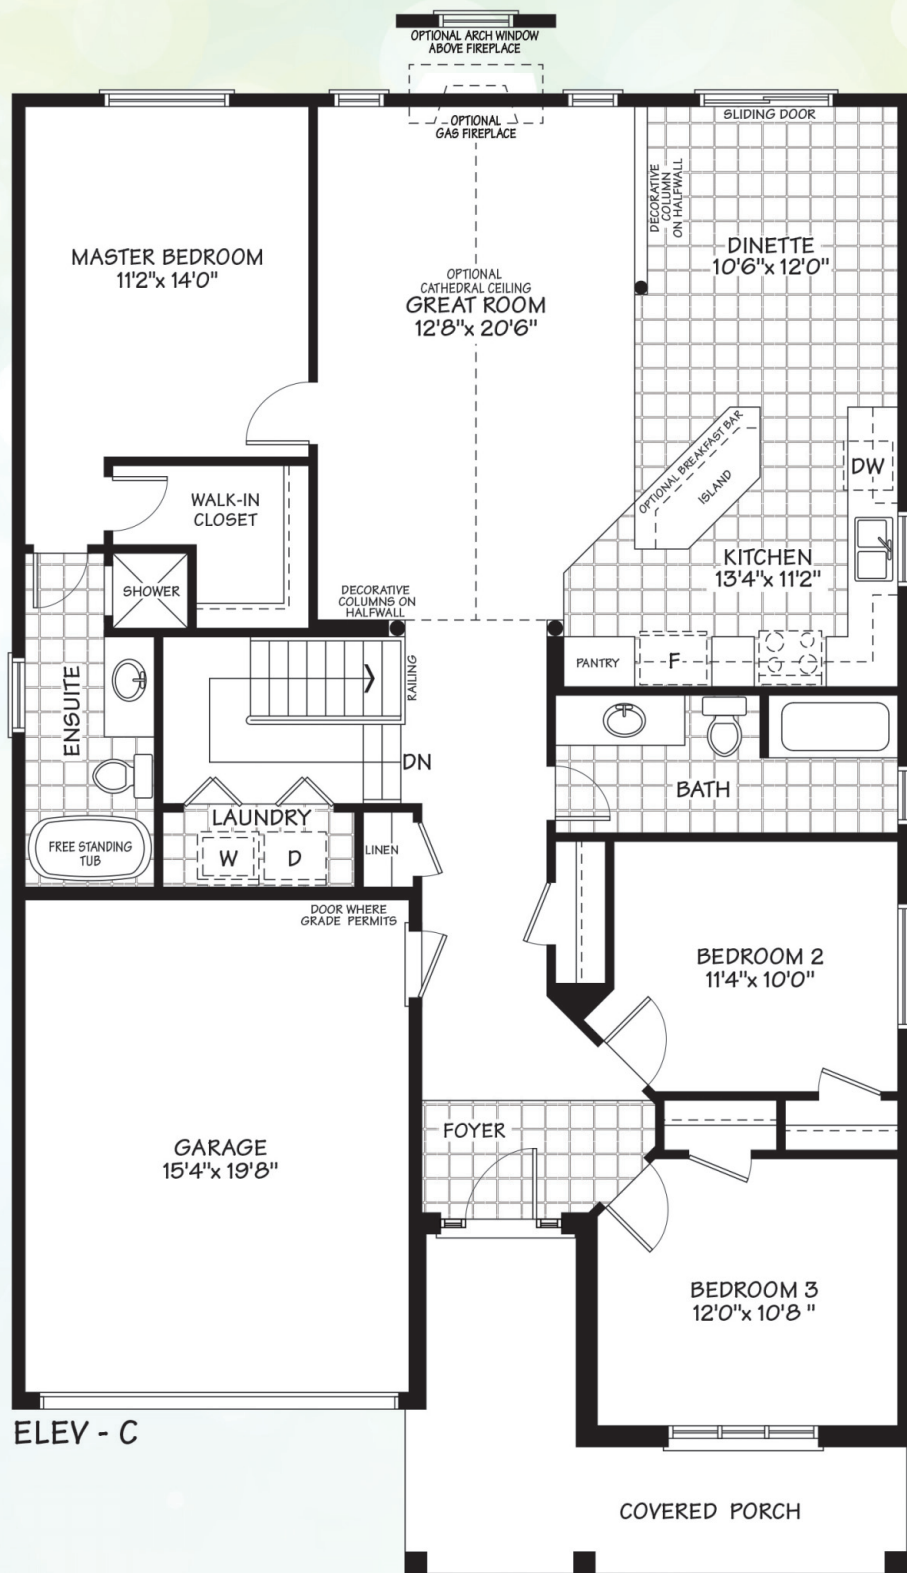 OPTIONAL ARCH WINDOW
ABOVE FIREPLACE
OPTIONAL
GAS FIREPLACE
SLIDING DOOR
DECORATIVE
COLUMN
ON HALFWALL
MASTER BEDROOM
11'2"x 14'0"
OPTIONAL
CATHEDRAL CEILING
GREAT ROOM
12'8"x 20'6"
DINETTE
10'6"x 12'0"
OPTIONAL BREAKFAST BAR
ISLAND
DW
WALK-IN
CLOSET
KITCHEN
13'4"x 11'2"
SHOWER
DECORATIVE
COLUMNS ON
HALFWALL
PANTRY
F
RAILING
ENSUITE
DN
BATH
LAUNDRY
W
D
LINEN
FREE STANDING
TUB
DOOR WHERE
GRADE PERMITS
BEDROOM 2
11'4"x 10'0"
FOYER
GARAGE
15'4"x 19'8"
BEDROOM 3
12'0"x 10'8 "
ELEV - C
COVERED PORCH